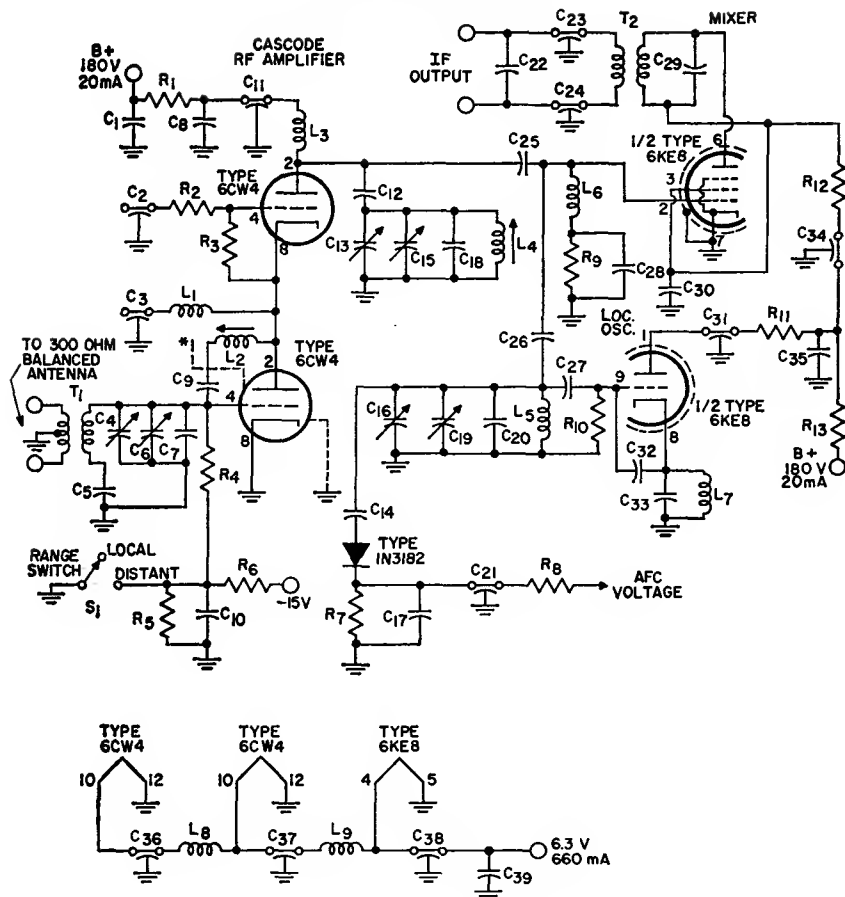 B+
180V
20mA
CASCODE
RF AMPLIFIER
R1
C11
C1
C8
L3
C23
T2
MIXER
IF
OUTPUT
C22
C29
C24
TYPE
6CW4
2
4
8
C2
R2
R3
C25
C12
C13
C15
C18
L4
L6
R9
C28
1/2 TYPE
6KE8
6
3
2
7
C30
R12
C34
C3
L1
TO 300 OHM
BALANCED
ANTENNA
*
L2
C9
TYPE
6CW4
2
4
8
T1
C4
C6
C7
C5
R4
C26
LOC.
OSC.
1
C31
R11
C35
C27
9
8
1/2 TYPE
6KE8
R13
B+
180V
20mA
C16
C19
C20
L5
R10
C32
C33
L7
C14
TYPE
1N3182
RANGE
SWITCH
LOCAL
DISTANT
S1
R6
-15V
R5
C10
R7
C17
C21
R8
AFC
VOLTAGE
TYPE
6CW4
10
12
TYPE
6CW4
10
12
TYPE
6KE8
4
5
C36
L8
C37
L9
C38
C39
6.3 V
660 mA